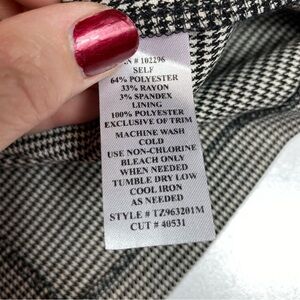 # 102296
SELF
64% POLYESTER
33% RAYON
3% SPANDEX
LINING
100% POLYESTER
EXCLUSIVE OF TRIM
MACHINE WASH
COLD
USE NON-CHLORINE
BLEACH ONLY
WHEN NEEDED
TUMBLE DRY LOW
COOL IRON
AS NEEDED
STYLE # TZ963201M
CUT # 40531